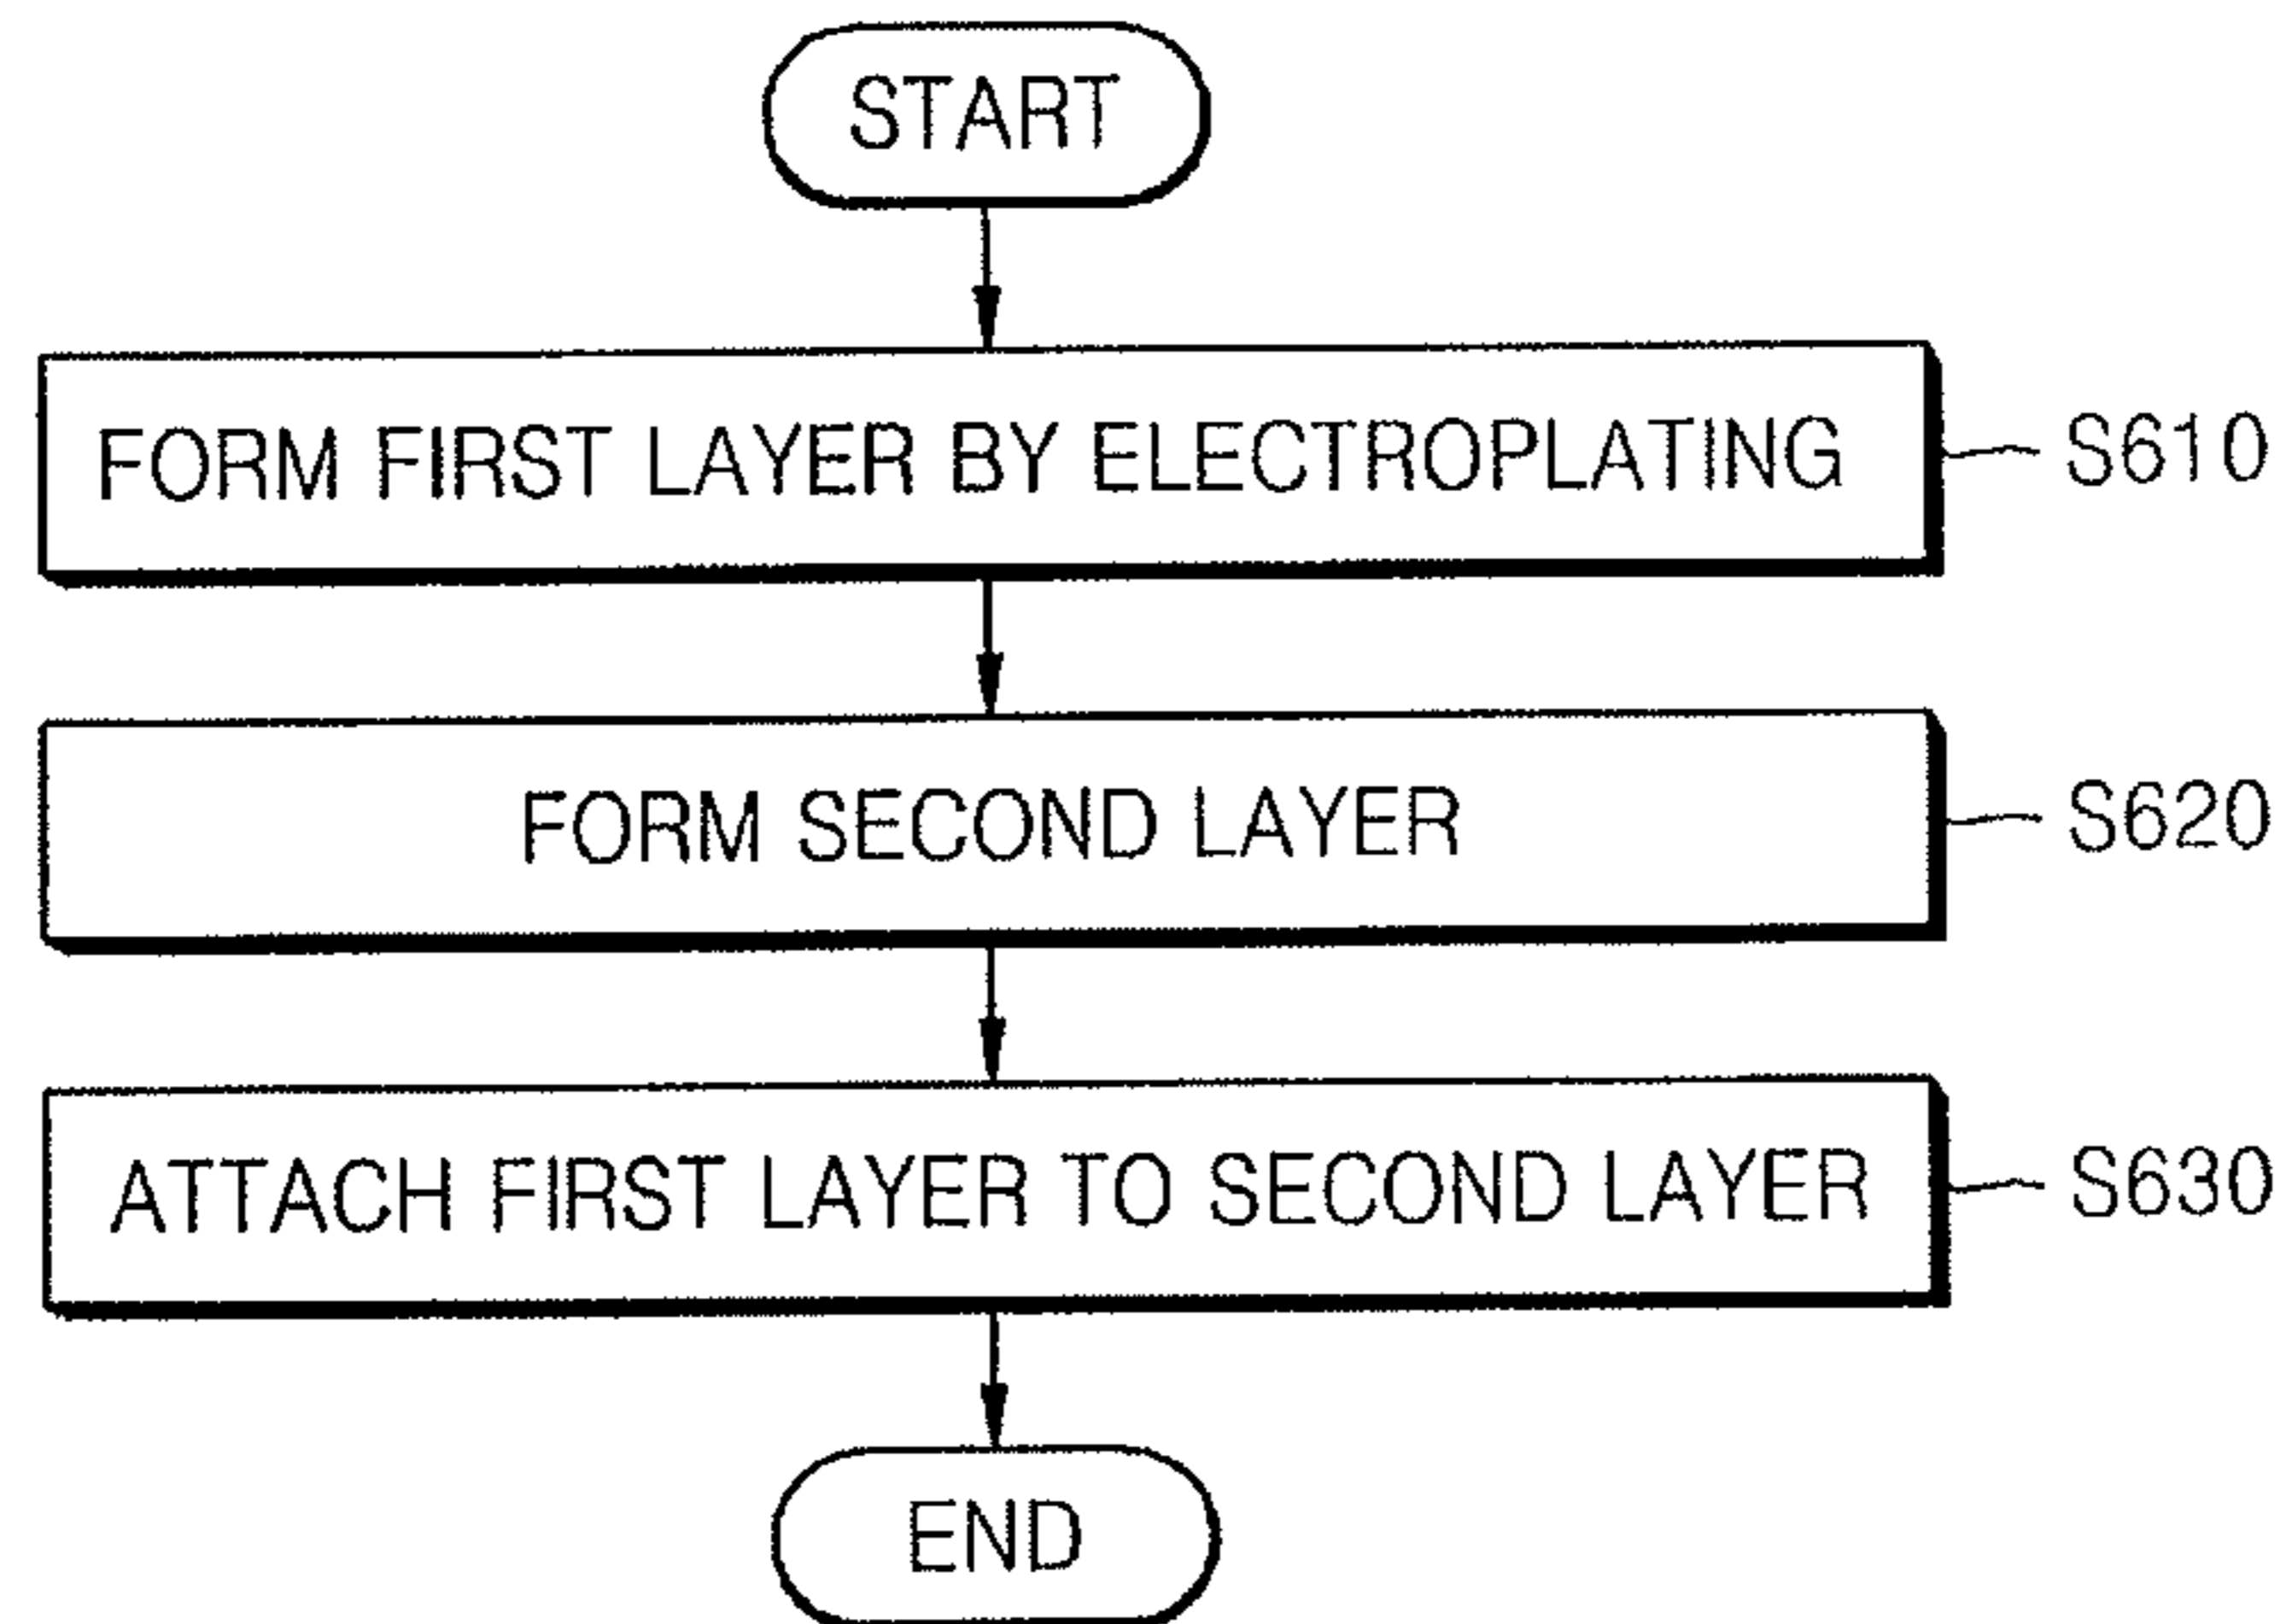 START
FORM FIRST LAYER BY ELECTROPLATING S610
FORM SECOND LAYER S620
ATTACH FIRST LAYER TO SECOND LAYER S630
END